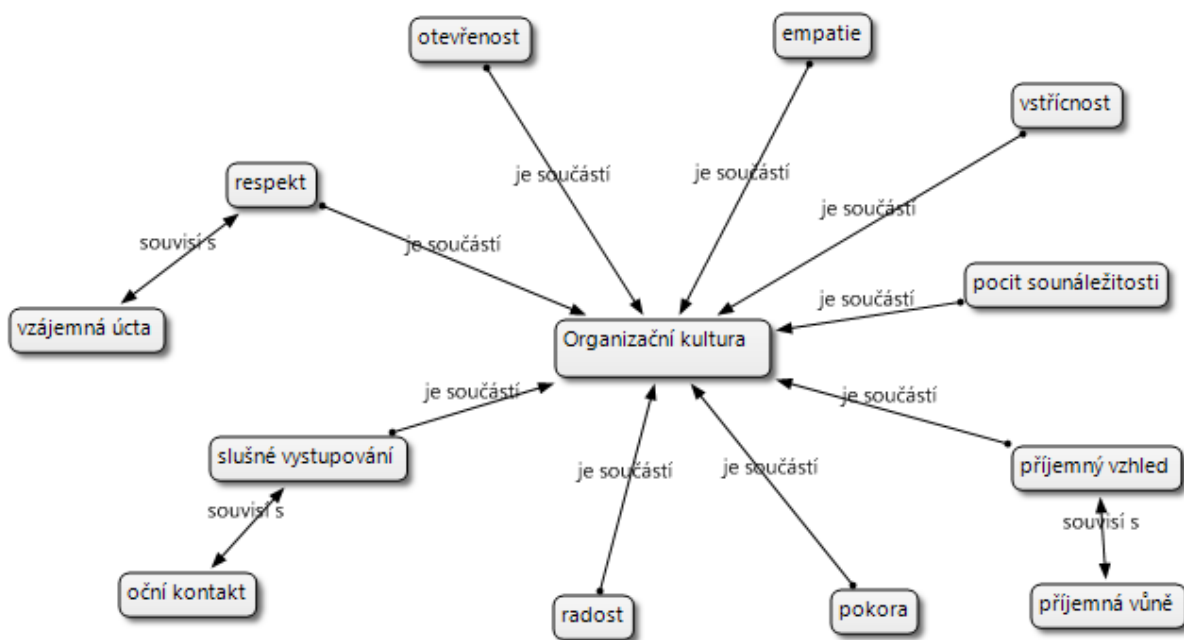 otevřenost
empatie
vstřícnost
je součástí
je součástí
respekt
je součástí
souvisí s
je součástí
pocit sounáležitosti
je součástí
vzájemná úcta
Organizační kultura
je součástí
je součástí
slušné vystupování
příjemný vzhled
je součástí
je součástí
souvisí s
souvisí s
oční kontakt
radost
pokora
příjemná vůně